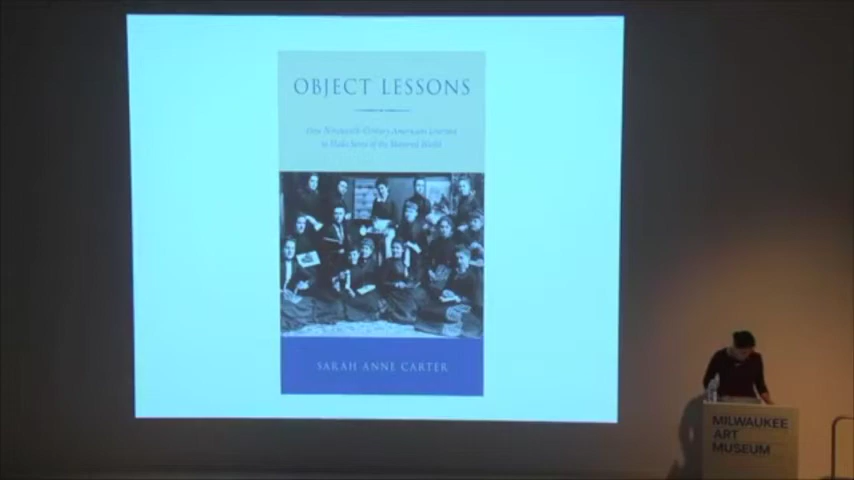 OBJECT LESSONS
How Nineteenth-Century Americans Learned
to Make Sense of the Material World
SARAH ANNE CARTER
MILWAUKEE
ART
MUSEUM